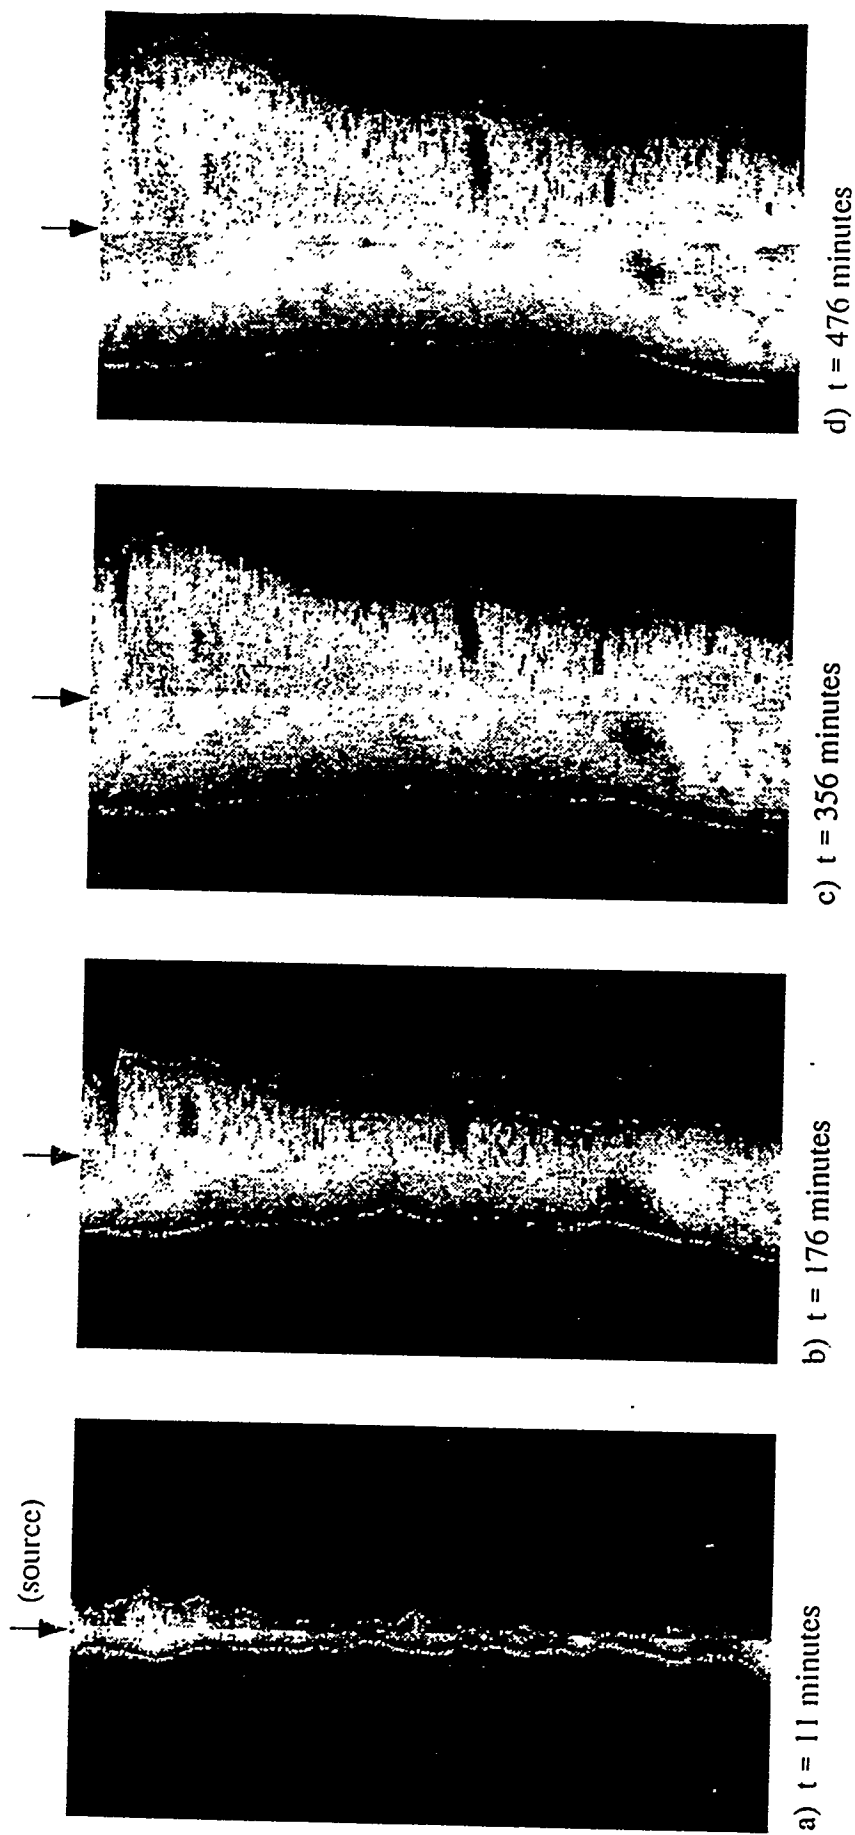 (source)
a) t = 11 minutes
b) t = 176 minutes
c) t = 356 minutes
d) t = 476 minutes